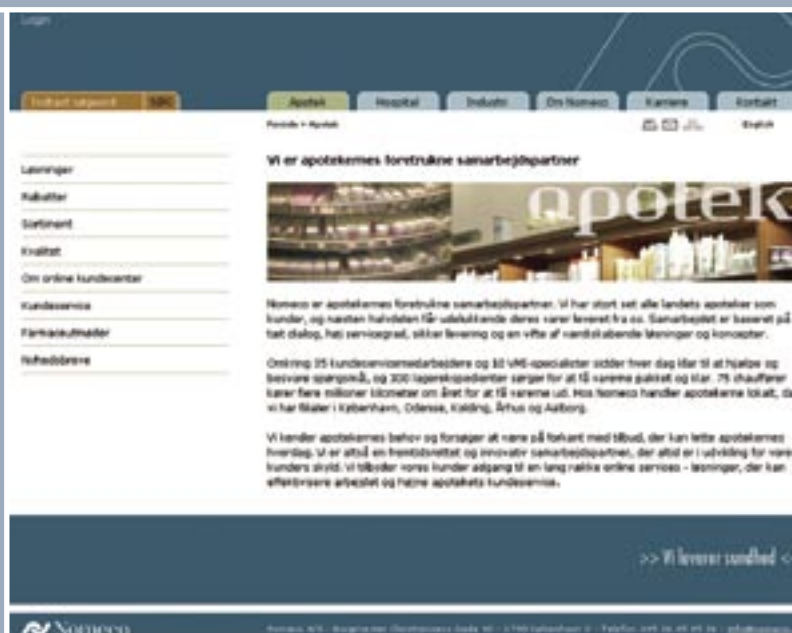 Login
Indtast søgeord SØG
Apotek Hospital Industri Om Nomeco Karriere Kontakt
Forside > Apotek
English
Løsninger
Rabatter
Sortiment
Kvalitet
Om online kundecenter
Kundeservice
Farmaceutmøder
Nyhedsbreve
Vi er apotekernes foretrukne samarbejdspartner
apotek
Nomeco er apotekernes foretrukne samarbejdspartner. Vi har stort set alle landets apoteker som
kunder, og næsten halvdelen får udelukkende deres varer leveret fra os. Samarbejdet er baseret på
tæt dialog, høj servicegrad, sikker levering og en vifte af værdiskabende løsninger og koncepter.
Omkring 35 kundeservicemedarbejdere og 10 VMS-specialister sidder hver dag klar til at hjælpe og
besvare spørgsmål, og 300 lagerekspedienter sørger for at få varerne pakket og klar. 75 chauffører
kører flere millioner kilometer om året for at få varerne ud. Hos Nomeco handler apotekerne lokalt, da
vi har filialer i København, Odense, Kolding, Århus og Aalborg.
Vi kender apotekernes behov og forsøger at være på forkant med tilbud, der kan lette apotekernes
hverdag. Vi er altså en fremtidsrettet og innovativ samarbejdspartner, der altid er i udvikling for vore
kunders skyld. Vi tilbyder vores kunder adgang til en lang række online services - løsninger, der kan
effektivisere arbejdet og højne apotekets kundeservice.
>> Vi leverer sundhed <
Nomeco